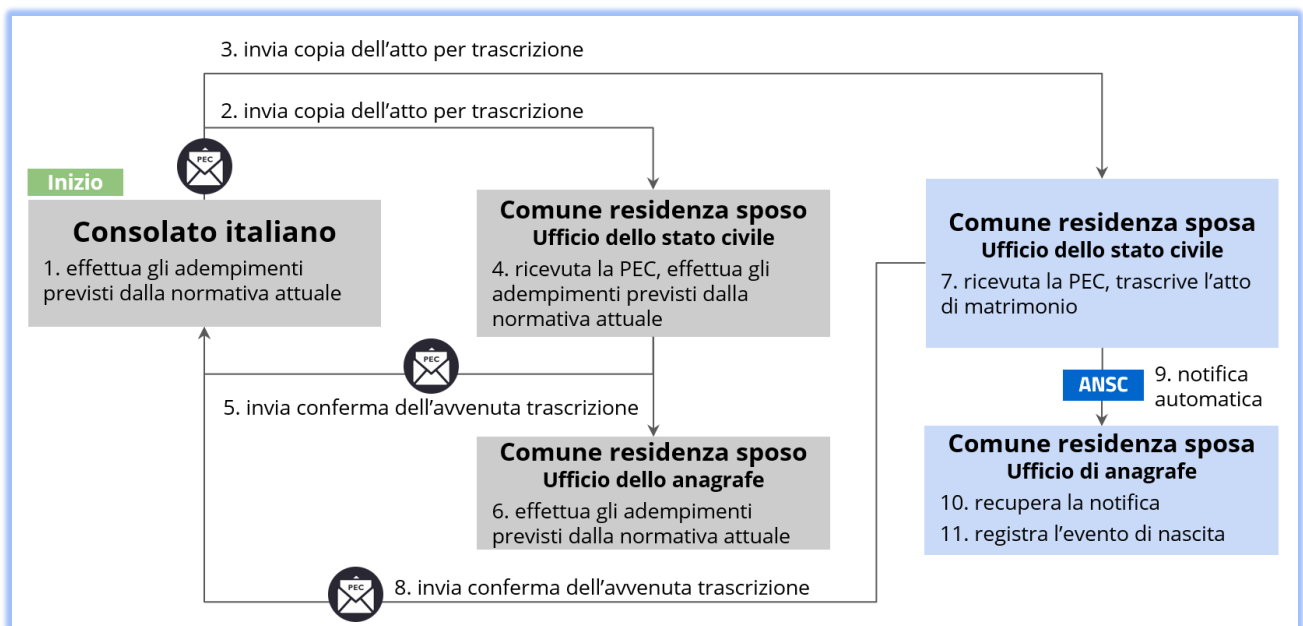 3. invia copia dell'atto per trascrizione
2. invia copia dell'atto per trascrizione
PEC
Inizio
Consolato italiano
1. effettua gli adempimenti
previsti dalla normativa attuale
Comune residenza sposo
Ufficio dello stato civile
4. ricevuta la PEC, effettua gli
adempimenti previsti dalla
normativa attuale
Comune residenza sposa
Ufficio dello stato civile
7. ricevuta la PEC, trascrive l'atto
di matrimonio
PEC
5. invia conferma dell'avvenuta trascrizione
ANSC
9. notifica
automatica
Comune residenza sposo
Ufficio dello anagrafe
6. effettua gli adempimenti
previsti dalla normativa attuale
Comune residenza sposa
Ufficio di anagrafe
10. recupera la notifica
11. registra l'evento di nascita
PEC
8. invia conferma dell'avvenuta trascrizione